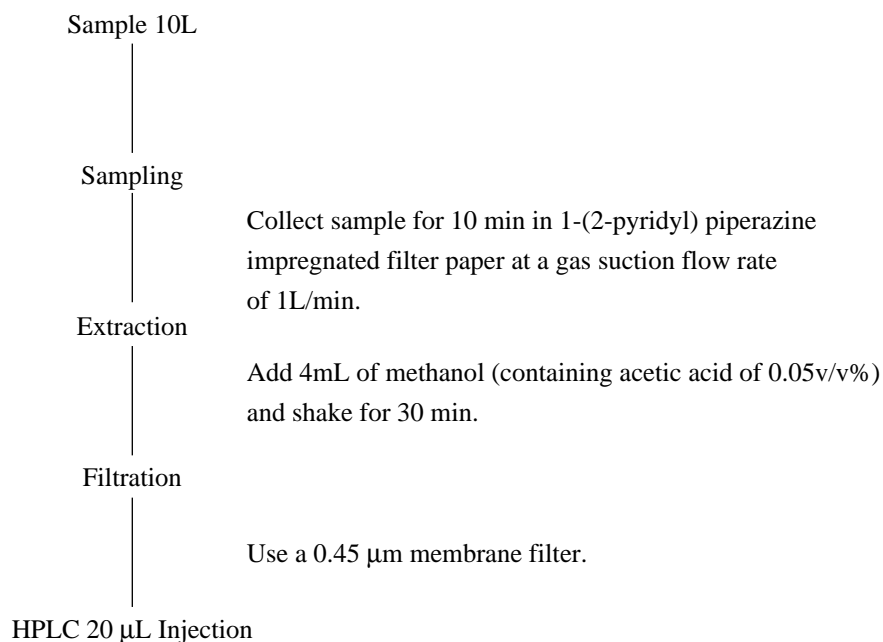 Sample 10L
Sampling
Collect sample for 10 min in 1-(2-pyridyl) piperazine
impregnated filter paper at a gas suction flow rate
of 1L/min.
Extraction
Add 4mL of methanol (containing acetic acid of 0.05v/v%)
and shake for 30 min.
Filtration
Use a 0.45 μm membrane filter.
HPLC 20 μL Injection